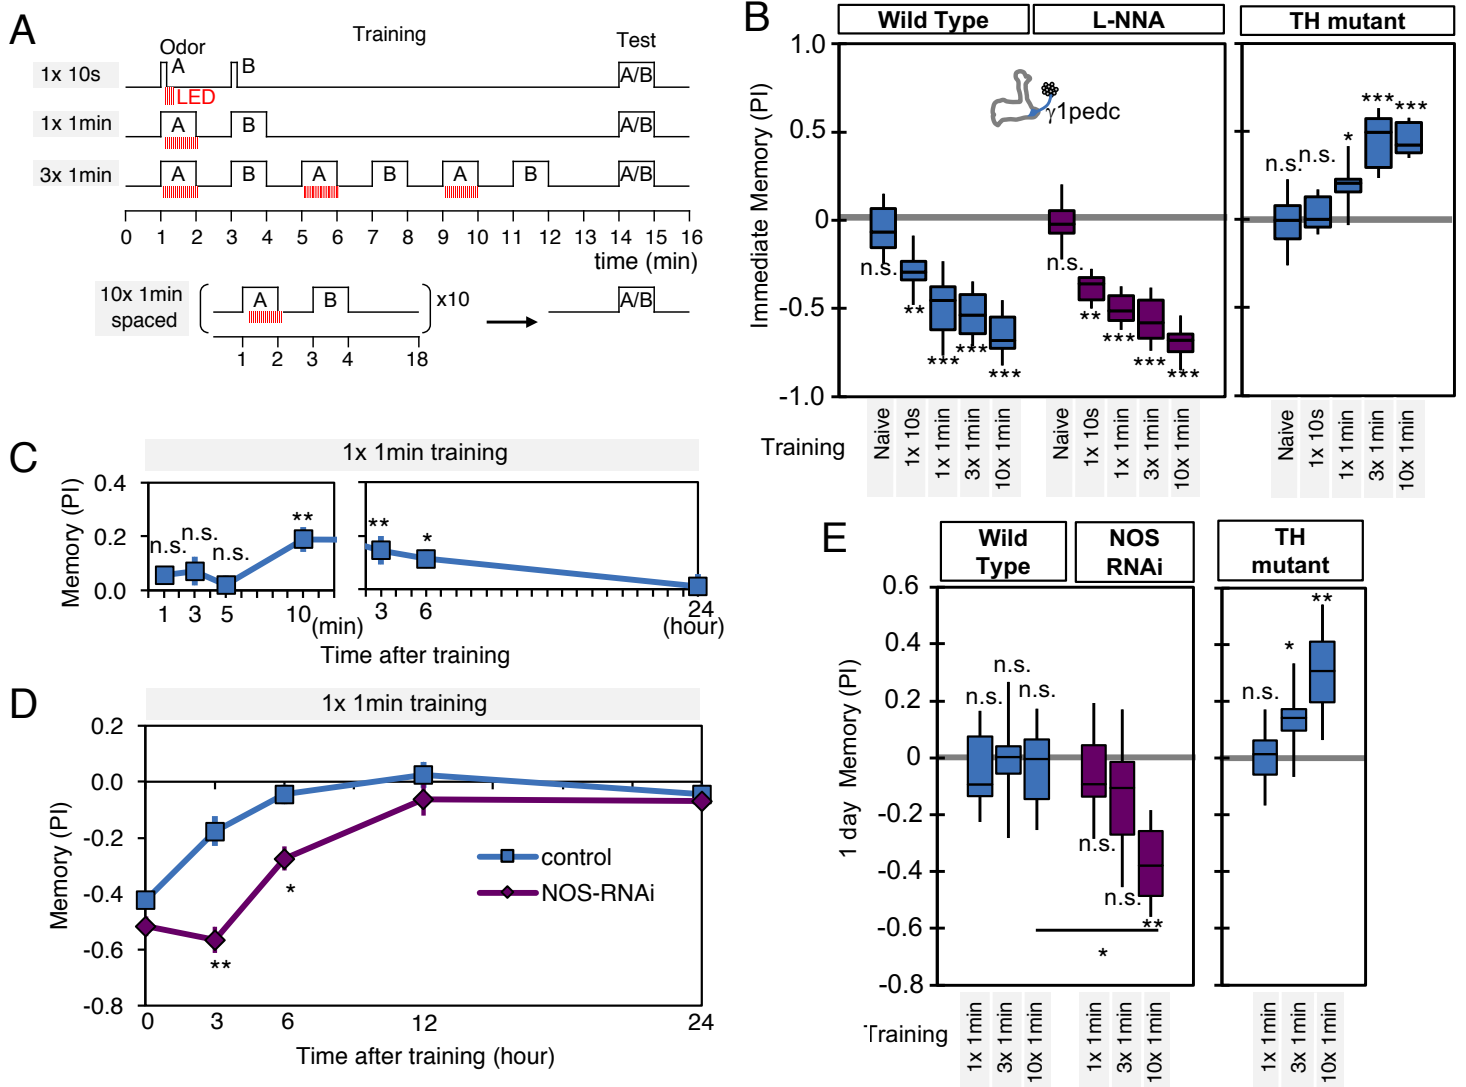 A
Training
Odor
Test
1x 10s
A
B
A/B
LED
1x 1min
A
B
A/B
3x 1min
A
B
A
B
A
B
A/B
0 1 2 3 4 5 6 7 8 9 10 11 12 13 14 15 16
time (min)
10x 1min
spaced
A
B
x10
A/B
1 2 3 4 18
B
Wild Type
L-NNA
TH mutant
Immediate Memory (PI)
1.0
0.5
0
-0.5
-1.0
γ1pedc
n.s.
**
***
***
***
n.s.
**
***
***
***
n.s.
n.s.
*
***
***
Training
Naive
1x 10s
1x 1min
3x 1min
10x 1min
Naive
1x 10s
1x 1min
3x 1min
10x 1min
Naive
1x 10s
1x 1min
3x 1min
10x 1min
C
1x 1min training
Memory (PI)
0.4
0.2
0.0
n.s.
n.s.
n.s.
**
**
*
1 3 5 10
(min)
3 6 24
(hour)
Time after training
D
1x 1min training
Memory (PI)
0.2
0.0
-0.2
-0.4
-0.6
-0.8
control
NOS-RNAi
**
*
0 3 6 12 24
Time after training (hour)
E
Wild
Type
NOS
RNAi
TH
mutant
1 day Memory (PI)
0.6
0.4
0.2
0
-0.2
-0.4
-0.6
-0.8
n.s.
n.s.
n.s.
n.s.
n.s.
**
*
n.s.
*
**
Training
1x 1min
3x 1min
10x 1min
1x 1min
3x 1min
10x 1min
1x 1min
3x 1min
10x 1min